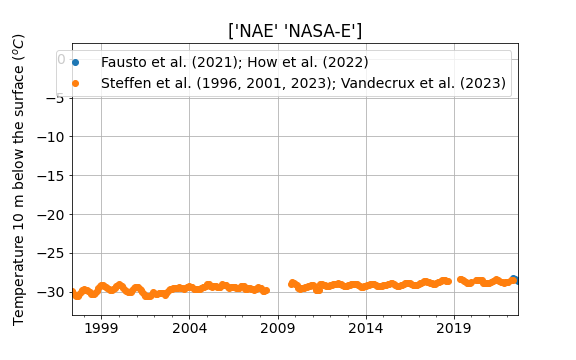 ['NAE' 'NASA-E']
Temperature 10 m below the surface (°C)
Fausto et al. (2021); How et al. (2022)
Steffen et al. (1996, 2001, 2023); Vandecrux et al. (2023)
0
−5
−10
−15
−20
−25
−30
1999 2004 2009 2014 2019